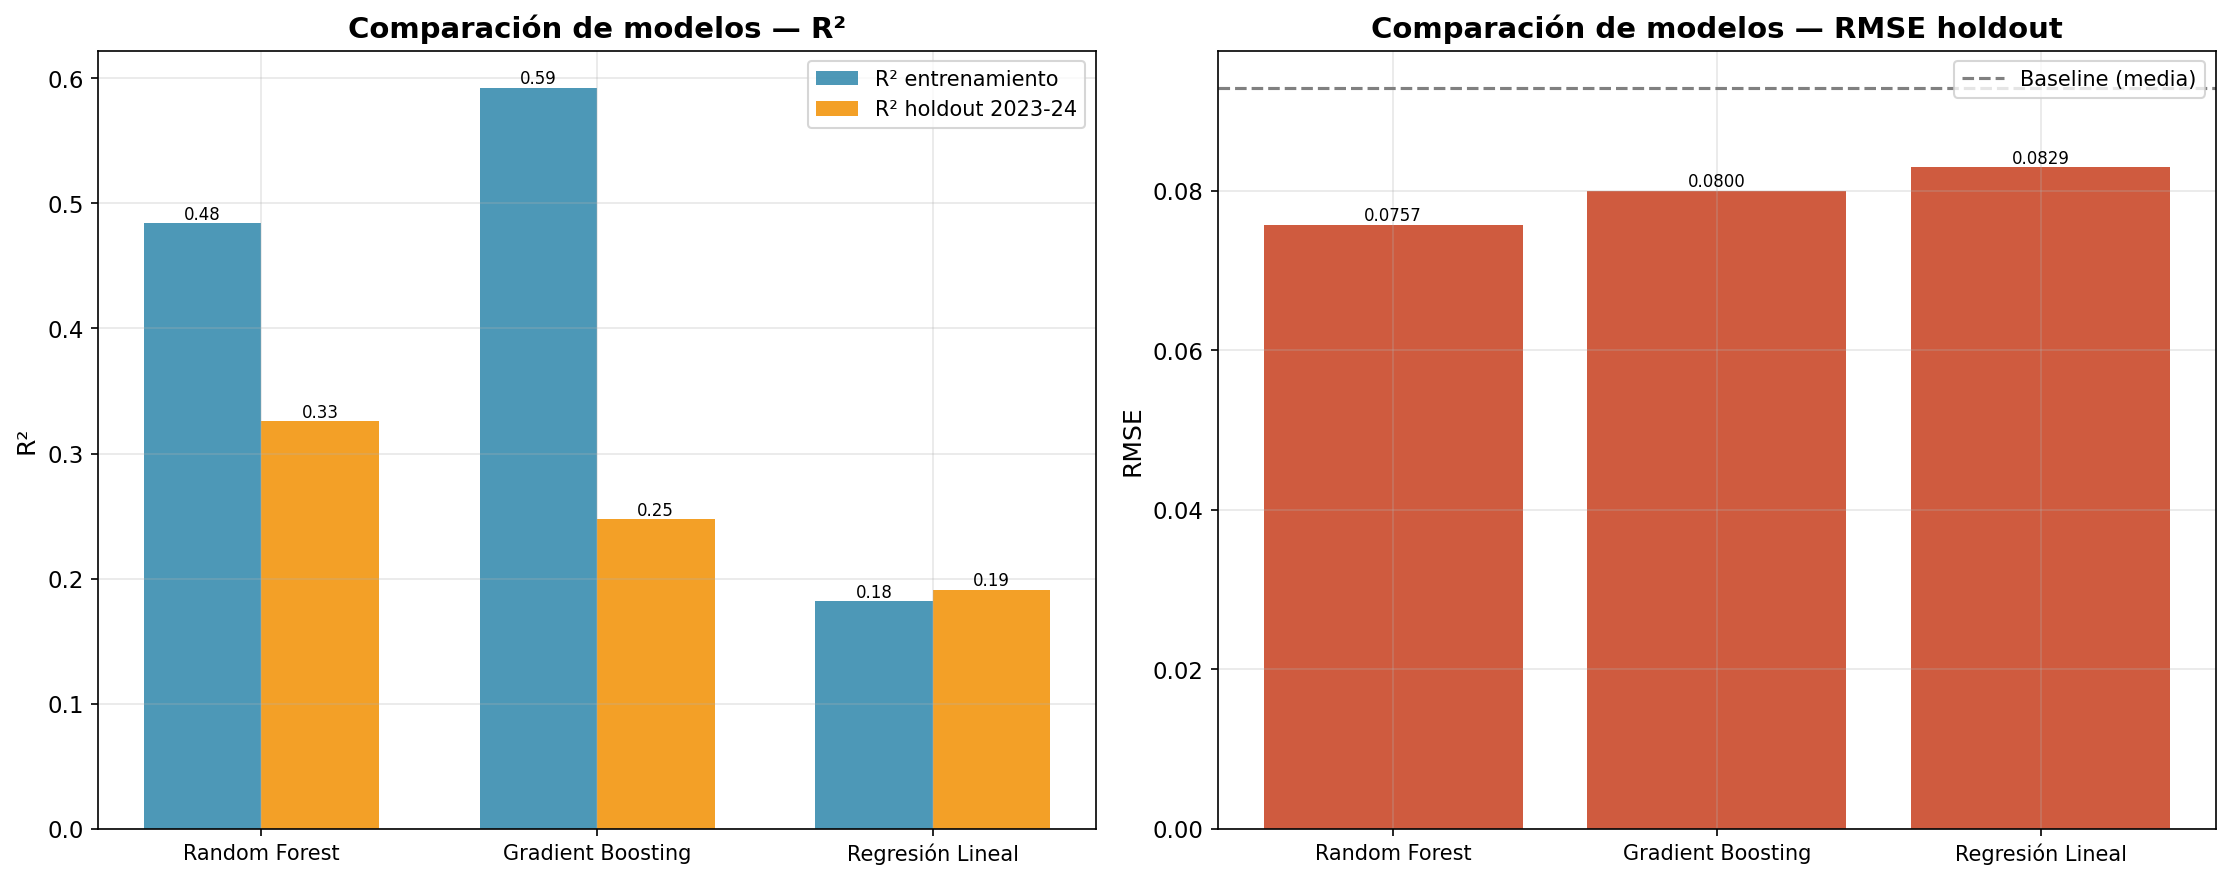 Comparación de modelos — R²
R² entrenamiento
R² holdout 2023-24
R²
0.6
0.5
0.4
0.3
0.2
0.1
0.0
0.48
0.33
0.59
0.25
0.18
0.19
Random Forest
Gradient Boosting
Regresión Lineal
Comparación de modelos — RMSE holdout
Baseline (media)
RMSE
0.08
0.06
0.04
0.02
0.00
0.0757
0.0800
0.0829
Random Forest
Gradient Boosting
Regresión Lineal